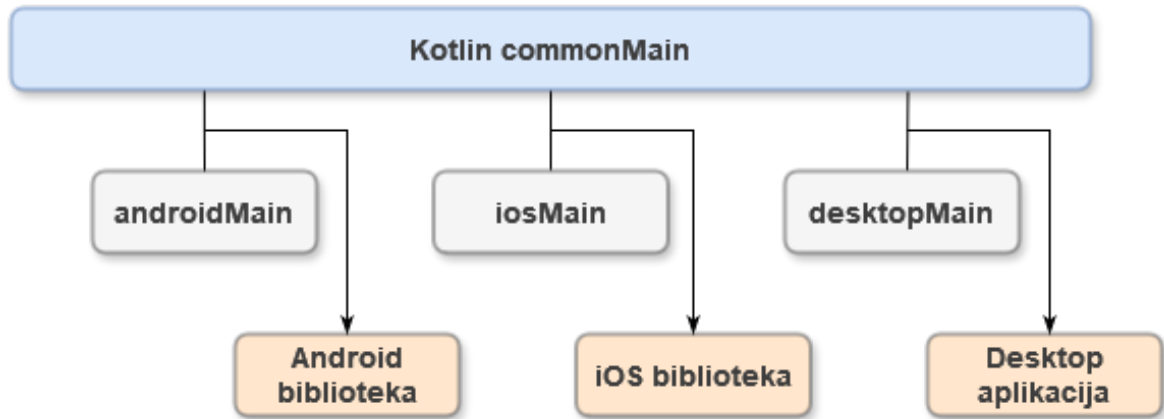 Kotlin commonMain
androidMain
iosMain
desktopMain
Android
biblioteka
iOS biblioteka
Desktop
aplikacija